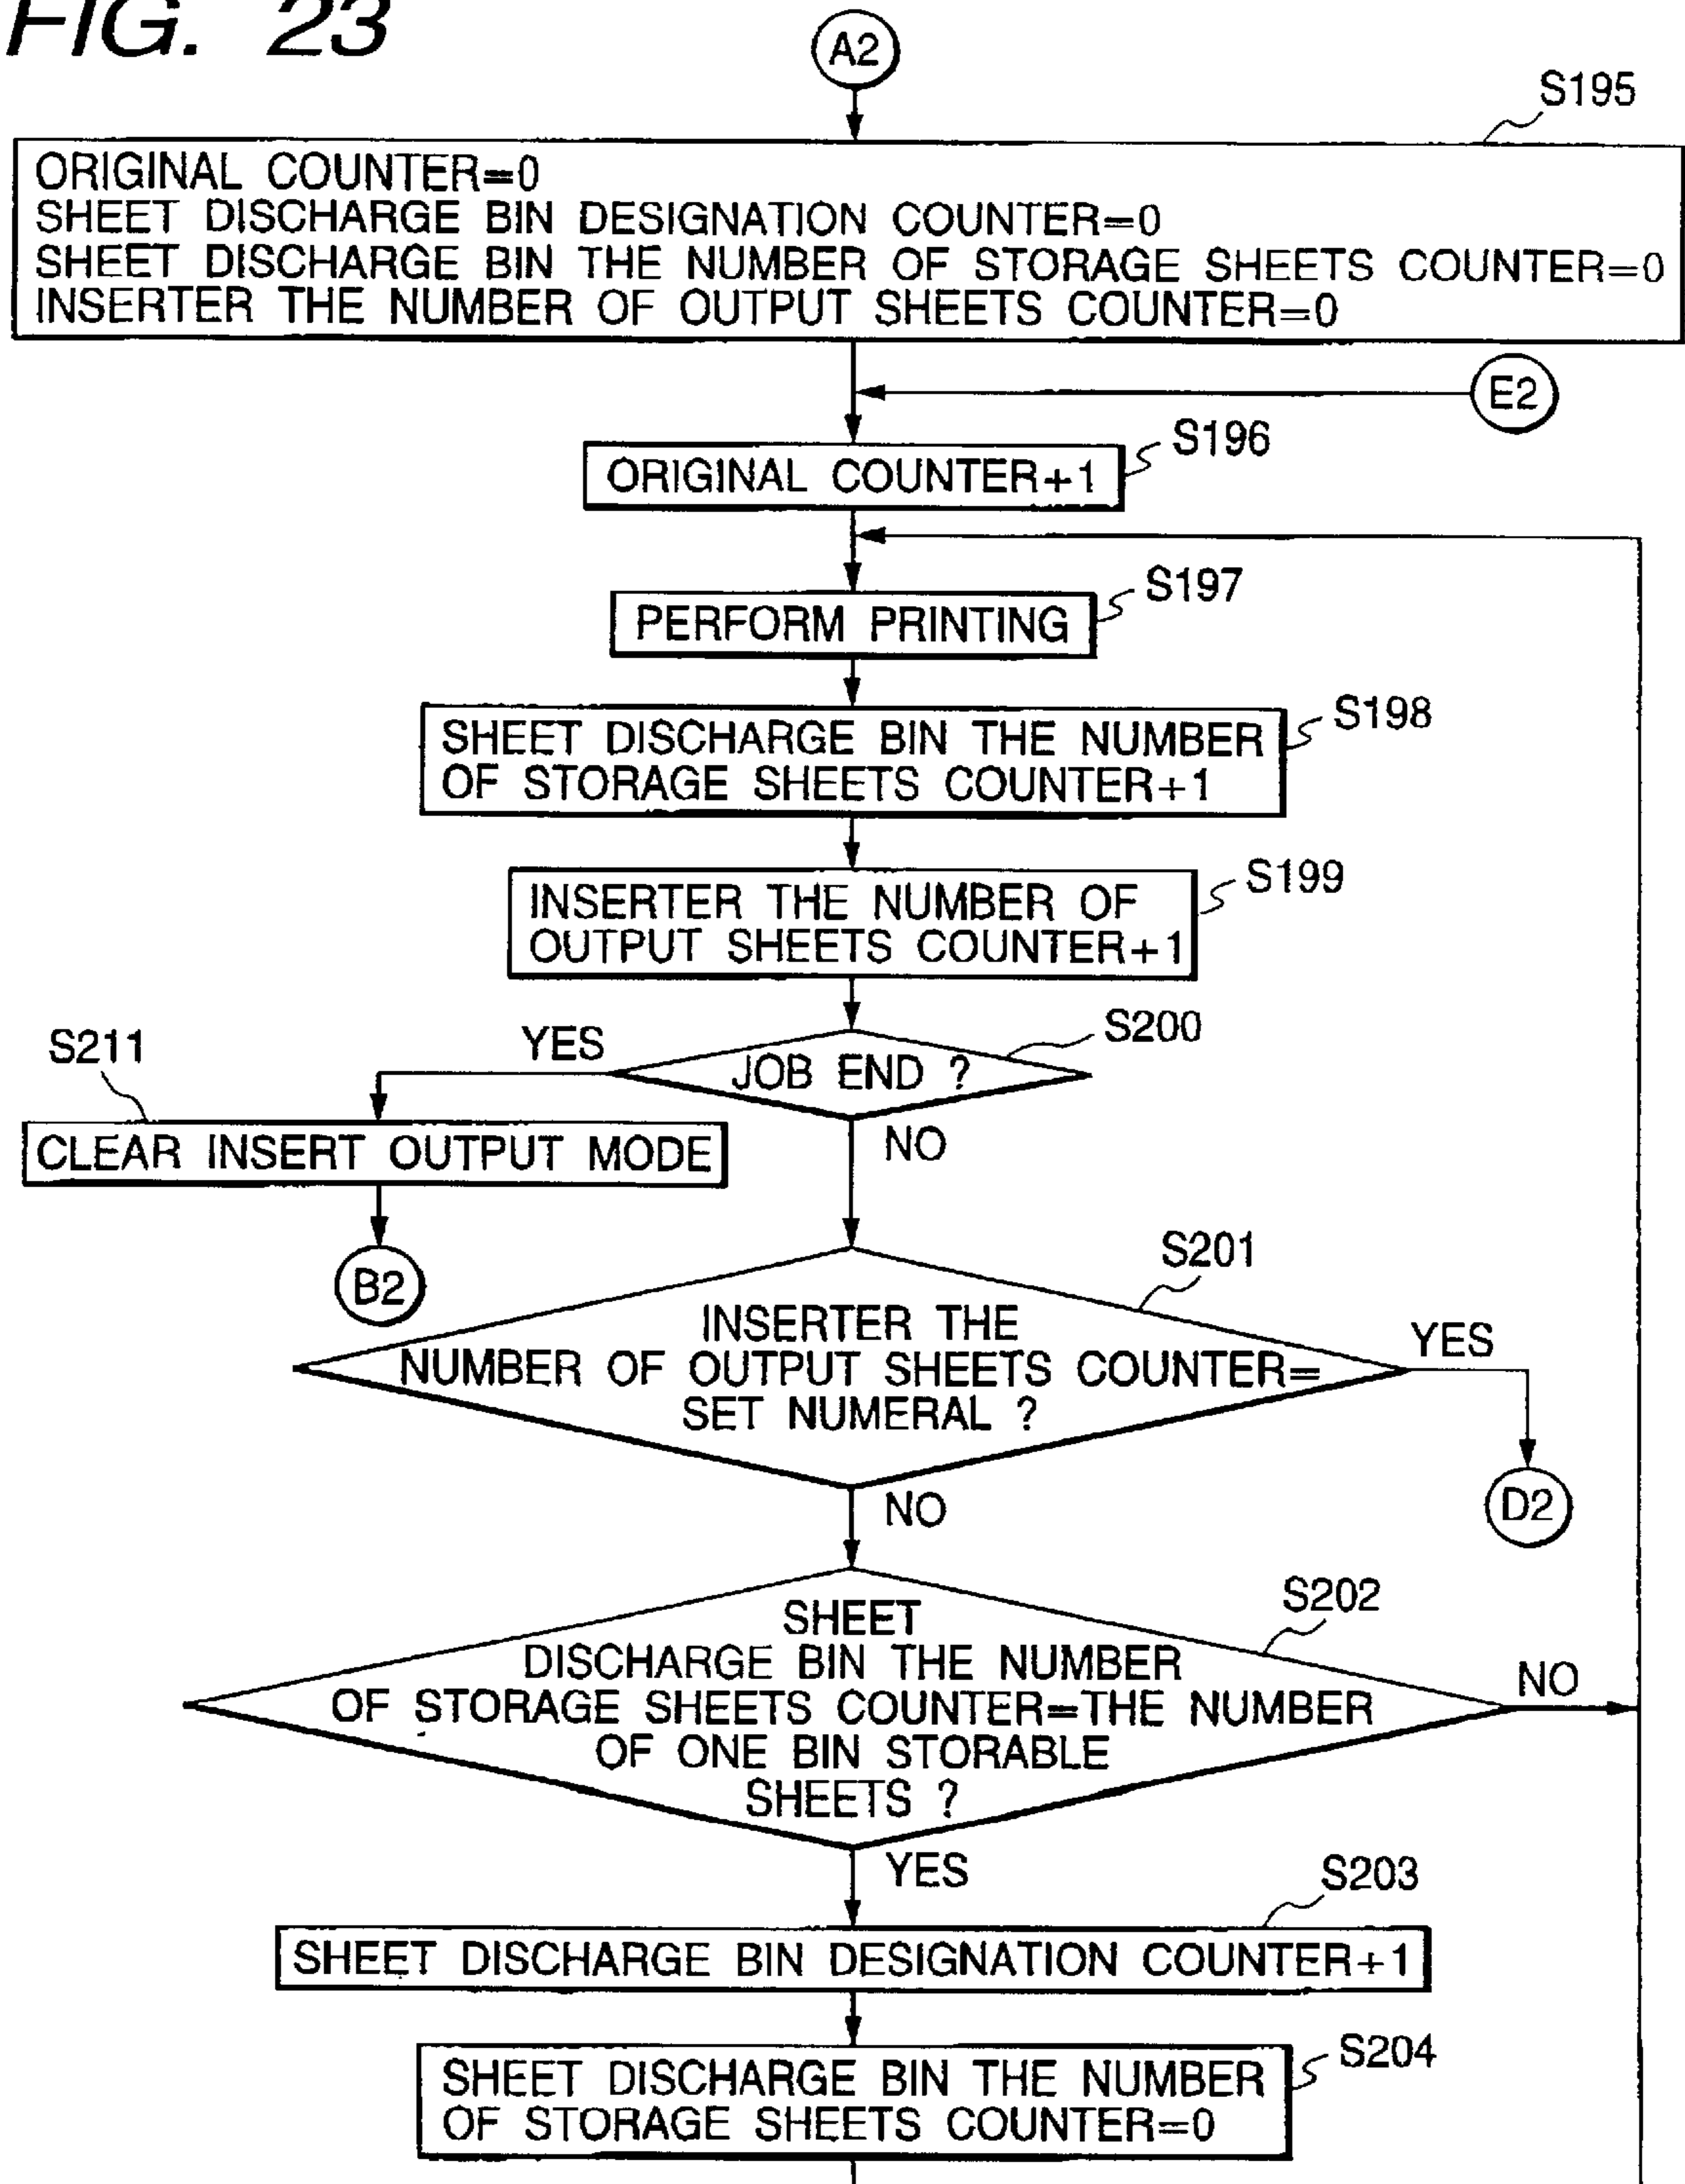 FIG. 23
A2
S195
ORIGINAL COUNTER=0
SHEET DISCHARGE BIN DESIGNATION COUNTER=0
SHEET DISCHARGE BIN THE NUMBER OF STORAGE SHEETS COUNTER=0
INSERTER THE NUMBER OF OUTPUT SHEETS COUNTER=0
E2
S196
ORIGINAL COUNTER+1
S197
PERFORM PRINTING
S198
SHEET DISCHARGE BIN THE NUMBER
OF STORAGE SHEETS COUNTER+1
S199
INSERTER THE NUMBER OF
OUTPUT SHEETS COUNTER+1
S200
JOB END ?
YES
NO
S211
CLEAR INSERT OUTPUT MODE
B2
S201
INSERTER THE
NUMBER OF OUTPUT SHEETS COUNTER=
SET NUMERAL ?
YES
D2
NO
S202
SHEET
DISCHARGE BIN THE NUMBER
OF STORAGE SHEETS COUNTER=THE NUMBER
OF ONE BIN STORABLE
SHEETS ?
NO
YES
S203
SHEET DISCHARGE BIN DESIGNATION COUNTER+1
S204
SHEET DISCHARGE BIN THE NUMBER
OF STORAGE SHEETS COUNTER=0